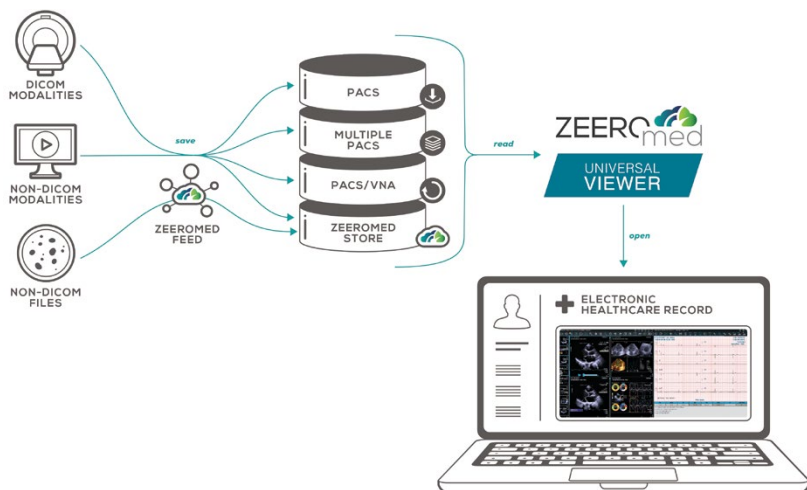 DICOM
MODALITIES
NON-DICOM
MODALITIES
NON-DICOM
FILES
save
ZEEROMED
FEED
PACS
MULTIPLE
PACS
PACS/VNA
ZEEROMED
STORE
read
ZEEROmed
UNIVERSAL
VIEWER
open
ELECTRONIC
HEALTHCARE RECORD